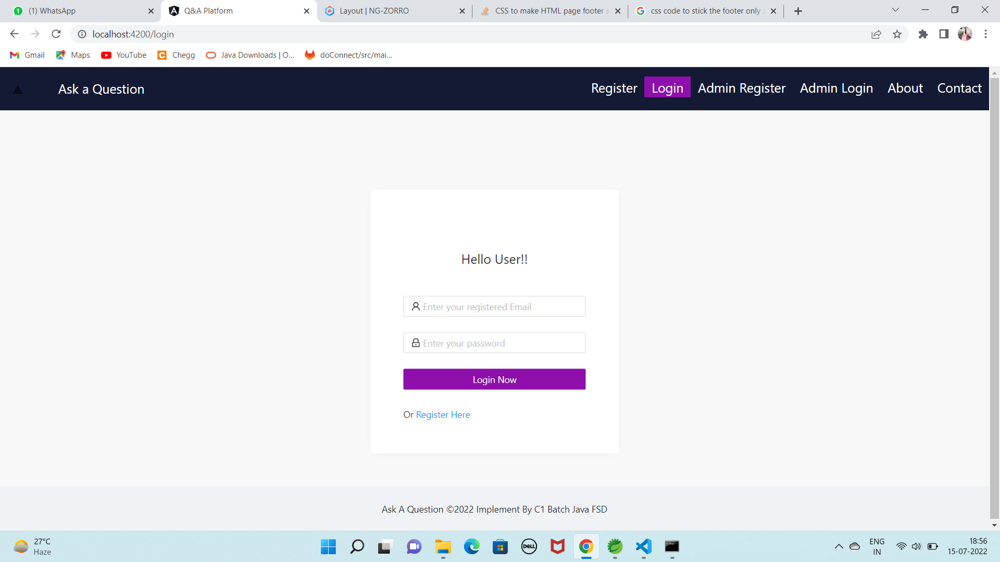 (1) WhatsApp
Q&A Platform
Layout | NG-ZORRO
CSS to make HTML page footer s
css code to stick the footer only a
localhost:4200/login
Gmail
Maps
YouTube
Chegg
Java Downloads | O...
doConnect/src/mai...
Ask a Question
Register
Login
Admin Register
Admin Login
About
Contact
Hello User!!
Enter your registered Email
Enter your password
Login Now
Or Register Here
Ask A Question ©2022 Implement By C1 Batch Java FSD
27°C
Haze
DELL
ENG
IN
18:56
15-07-2022